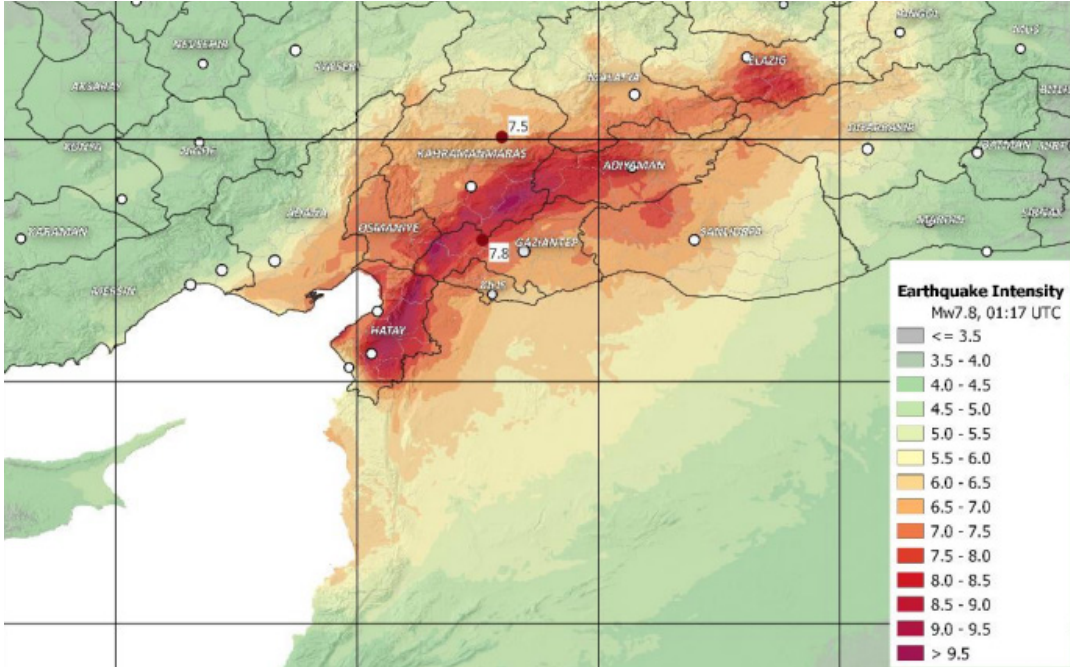 NEVSEHIR
KAYSERI
AKSARAY
MALATYA
ELAZIG
BINGOL
MUS
KONYA
7.5
KAHRAMANMARAS
ADIYAMAN
DIYARBAKIR
BATMAN
ADANA
OSMANIYE
GAZIANTEP
SANLIURFA
MARDIN
KARAMAN
7.8
MERSIN
KILIS
HATAY
Earthquake Intensity
Mw7.8, 01:17 UTC
<= 3.5
3.5 - 4.0
4.0 - 4.5
4.5 - 5.0
5.0 - 5.5
5.5 - 6.0
6.0 - 6.5
6.5 - 7.0
7.0 - 7.5
7.5 - 8.0
8.0 - 8.5
8.5 - 9.0
9.0 - 9.5
> 9.5